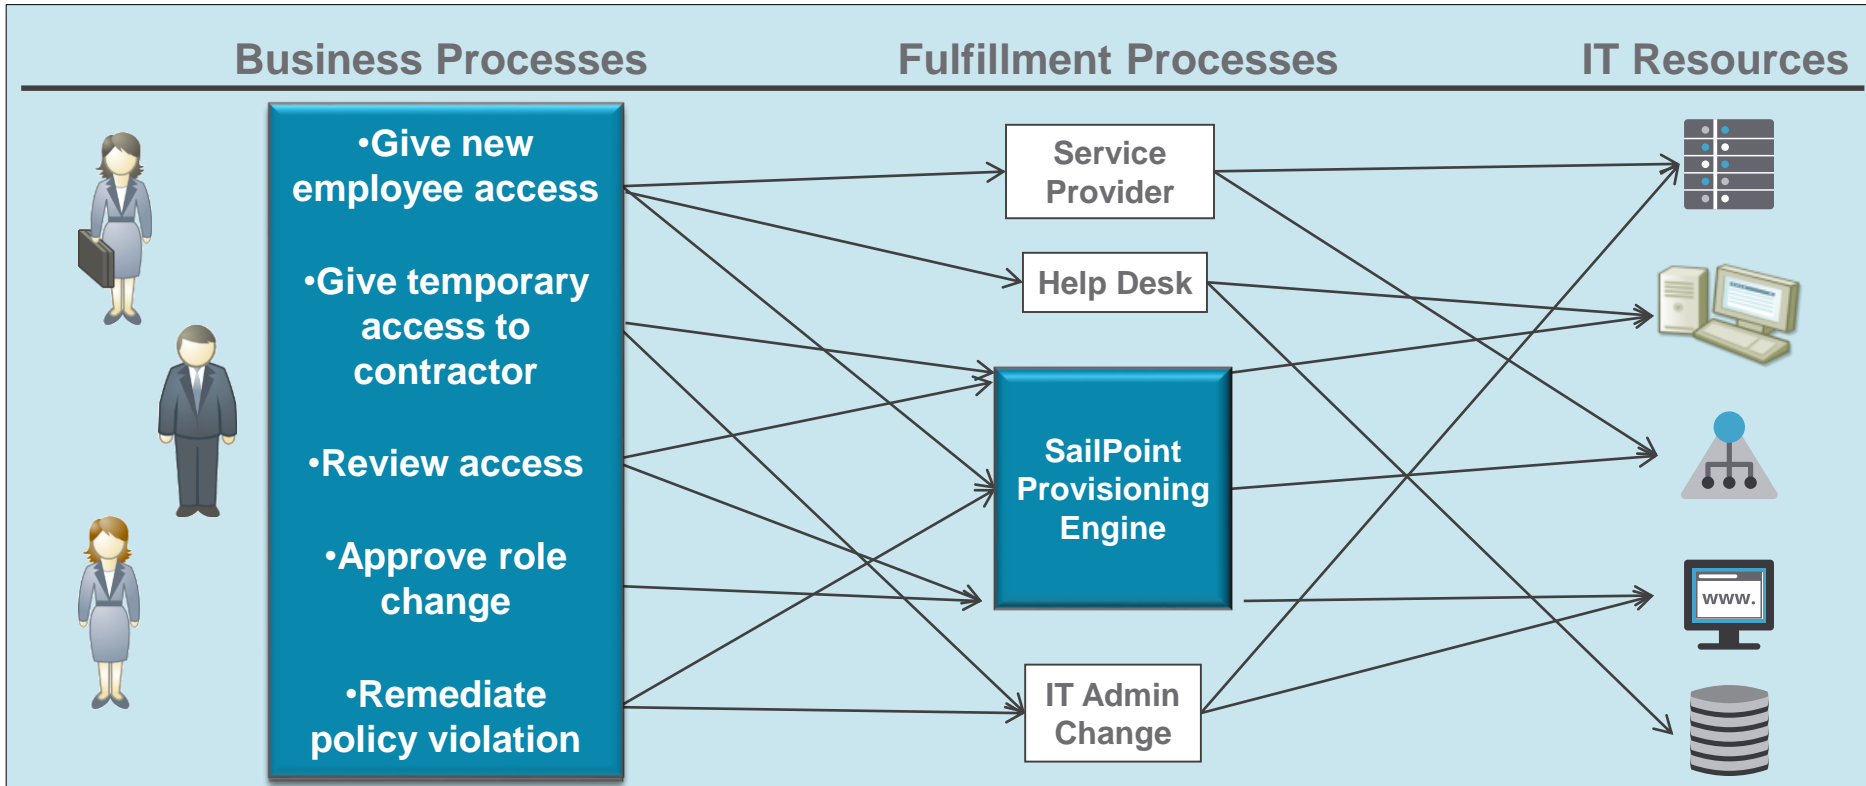 Business Processes
Fulfillment Processes
IT Resources
•Give new
employee access
•Give temporary
access to
contractor
•Review access
•Approve role
change
•Remediate
policy violation
Service
Provider
Help Desk
SailPoint
Provisioning
Engine
IT Admin
Change
www.